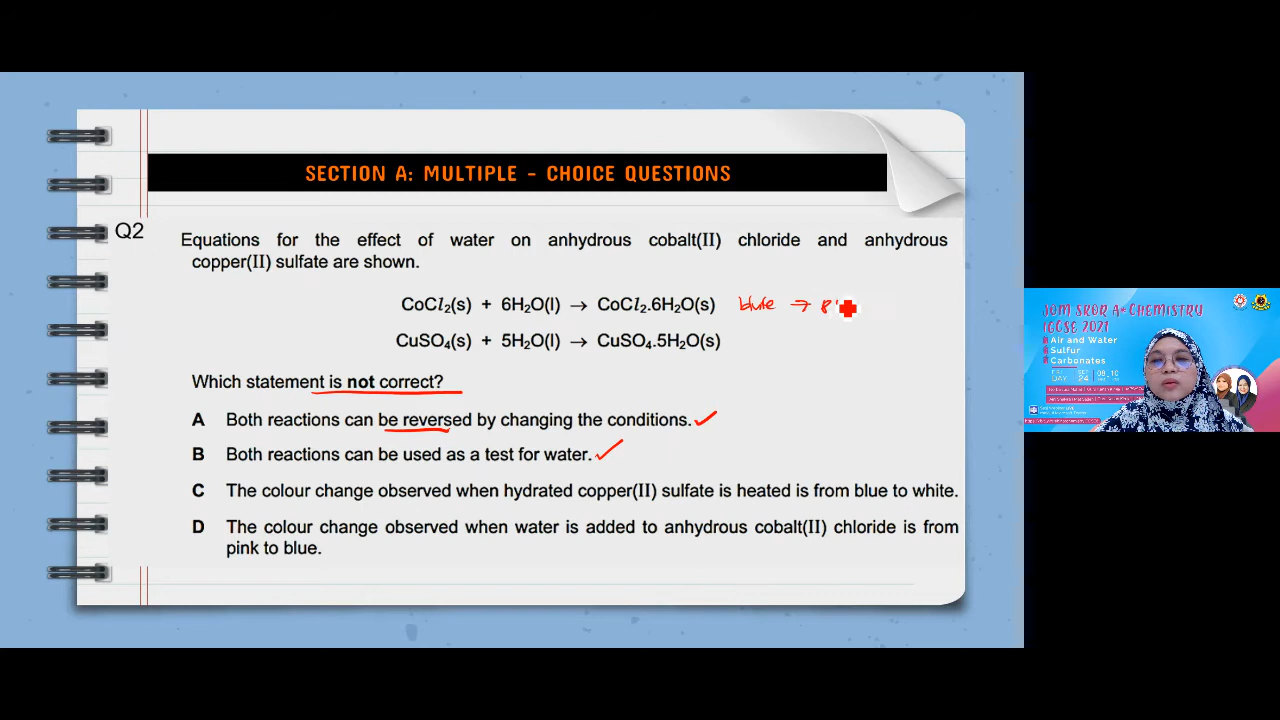 SECTION A: MULTIPLE - CHOICE QUESTIONS
Q2
Equations for the effect of water on anhydrous cobalt(II) chloride and anhydrous
copper(II) sulfate are shown.
CoCl₂(s) + 6H₂O(l) → CoCl₂.6H₂O(s) blue →
CuSO₄(s) + 5H₂O(l) → CuSO₄.5H₂O(s)
Which statement is not correct?
A Both reactions can be reversed by changing the conditions.
B Both reactions can be used as a test for water.
C The colour change observed when hydrated copper(II) sulfate is heated is from blue to white.
D The colour change observed when water is added to anhydrous cobalt(II) chloride is from
pink to blue.
JOM SKOR A* CHEMISTRY
IGCSE 2021
Air and Water
Sulfur
Carbonates
FRI
DAY
SEP
24